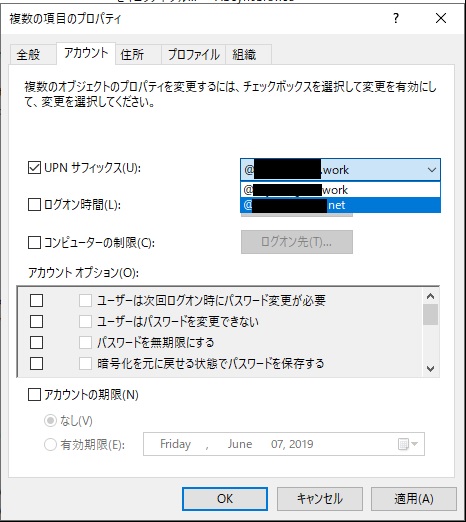 複数の項目のプロパティ
全般 アカウント 住所 プロファイル 組織
複数のオブジェクトのプロパティを変更するには、チェックボックスを選択して変更を有効にし
て、変更を選択してください。
UPN サフィックス(U):
@ .work
@ work
@ net
ログオン時間(L):
コンピューターの制限(C):
ログオン先(T)...
アカウント オプション(O):
ユーザーは次回ログオン時にパスワード変更が必要
ユーザーはパスワードを変更できない
パスワードを無期限にする
暗号化を元に戻せる状態でパスワードを保存する
アカウントの期限(N)
なし(V)
有効期限(E):
Friday , June 07, 2019
OK
キャンセル
適用(A)